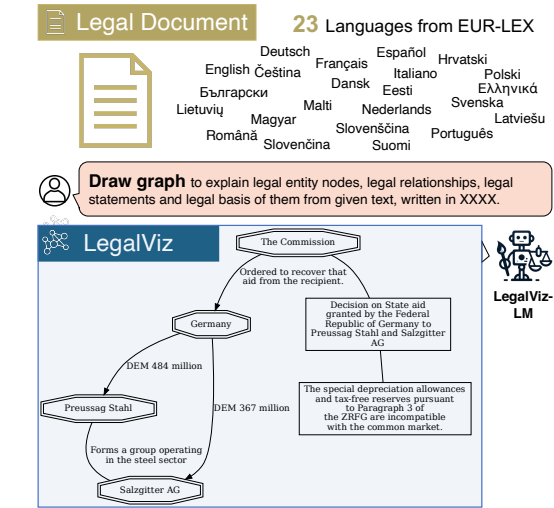 Legal Document
23 Languages from EUR-LEX
Deutsch
Français
Español
Hrvatski
English
Čeština
Italiano
Polski
Dansk
Eesti
Ελληνικά
Български
Malti
Nederlands
Svenska
Lietuvių
Magyar
Latviešu
Română
Slovenščina
Português
Slovenčina
Suomi
Draw graph to explain legal entity nodes, legal relationships, legal
statements and legal basis of them from given text, written in XXXX.
LegalViz
The Commission
Ordered to recover that
aid from the recipient.
Decision on State aid
granted by the Federal
Republic of Germany to
Preussag Stahl and Salzgitter
AG
Germany
DEM 484 million
The special depreciation allowances
and tax-free reserves pursuant
to Paragraph 3 of
the ZRFG are incompatible
with the common market.
Preussag Stahl
DEM 367 million
Forms a group operating
in the steel sector
Salzgitter AG
LegalViz-
LM